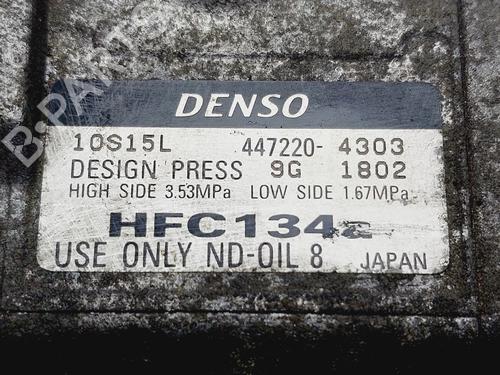 B-PARTS
DENSO
10S15L 447220- 4303
DESIGN PRESS 9G 1802
HIGH SIDE 3.53MPa LOW SIDE 1.67MPa
HFC134a
USE ONLY ND-OIL 8 JAPAN